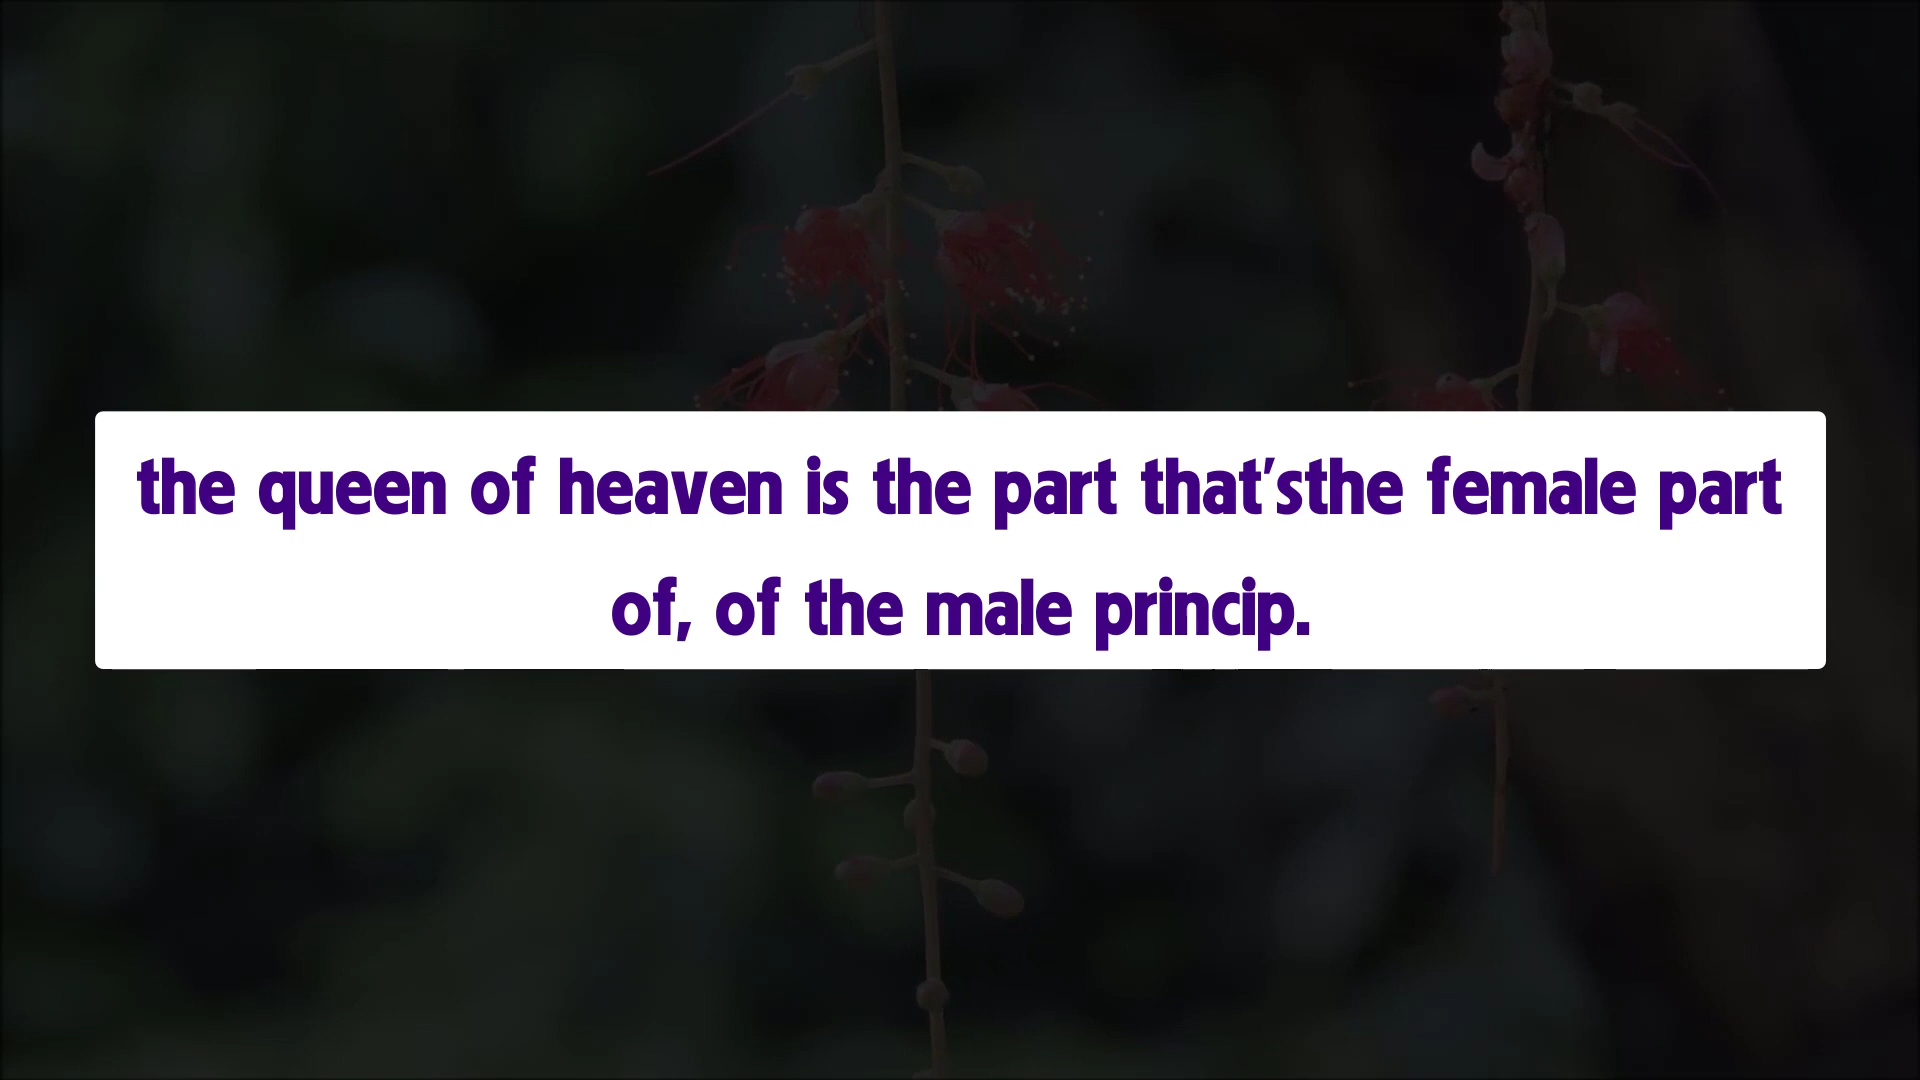 the queen of heaven is the part that'sthe female part
of, of the male princip.